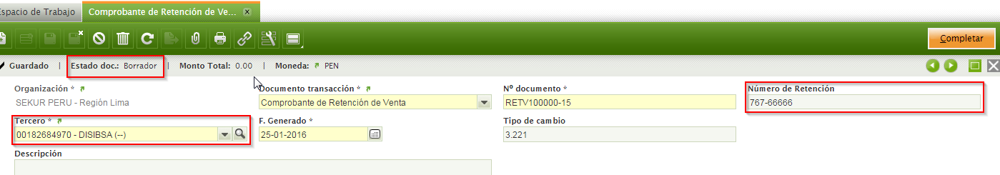 Espacio de Trabajo Comprobante de Retención de Ve...
Completar
Guardado | Estado doc.: Borrador | Monto Total: 0.00 | Moneda: PEN
Organización * Documento transacción * Nº documento * Número de Retención
SEKUR PERU - Región Lima Comprobante de Retención de Venta RETV100000-15 767-66666
Tercero * F. Generado * Tipo de cambio
00182684970 - DISIBSA (--) 25-01-2016 3.221
Descripción